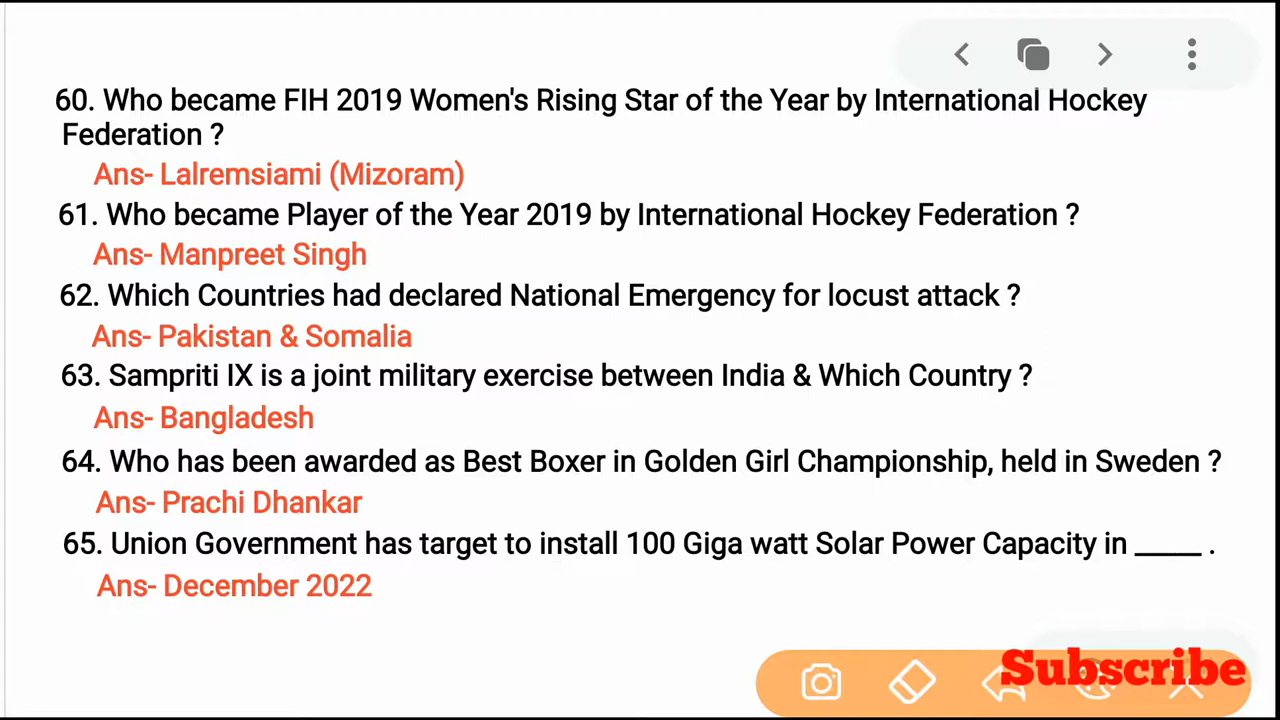 60. Who became FIH 2019 Women's Rising Star of the Year by International Hockey
Federation ?
Ans- Lalremsiami (Mizoram)
61. Who became Player of the Year 2019 by International Hockey Federation ?
Ans- Manpreet Singh
62. Which Countries had declared National Emergency for locust attack ?
Ans- Pakistan & Somalia
63. Sampriti IX is a joint military exercise between India & Which Country ?
Ans- Bangladesh
64. Who has been awarded as Best Boxer in Golden Girl Championship, held in Sweden ?
Ans- Prachi Dhankar
65. Union Government has target to install 100 Giga watt Solar Power Capacity in _____ .
Ans- December 2022
Subscribe